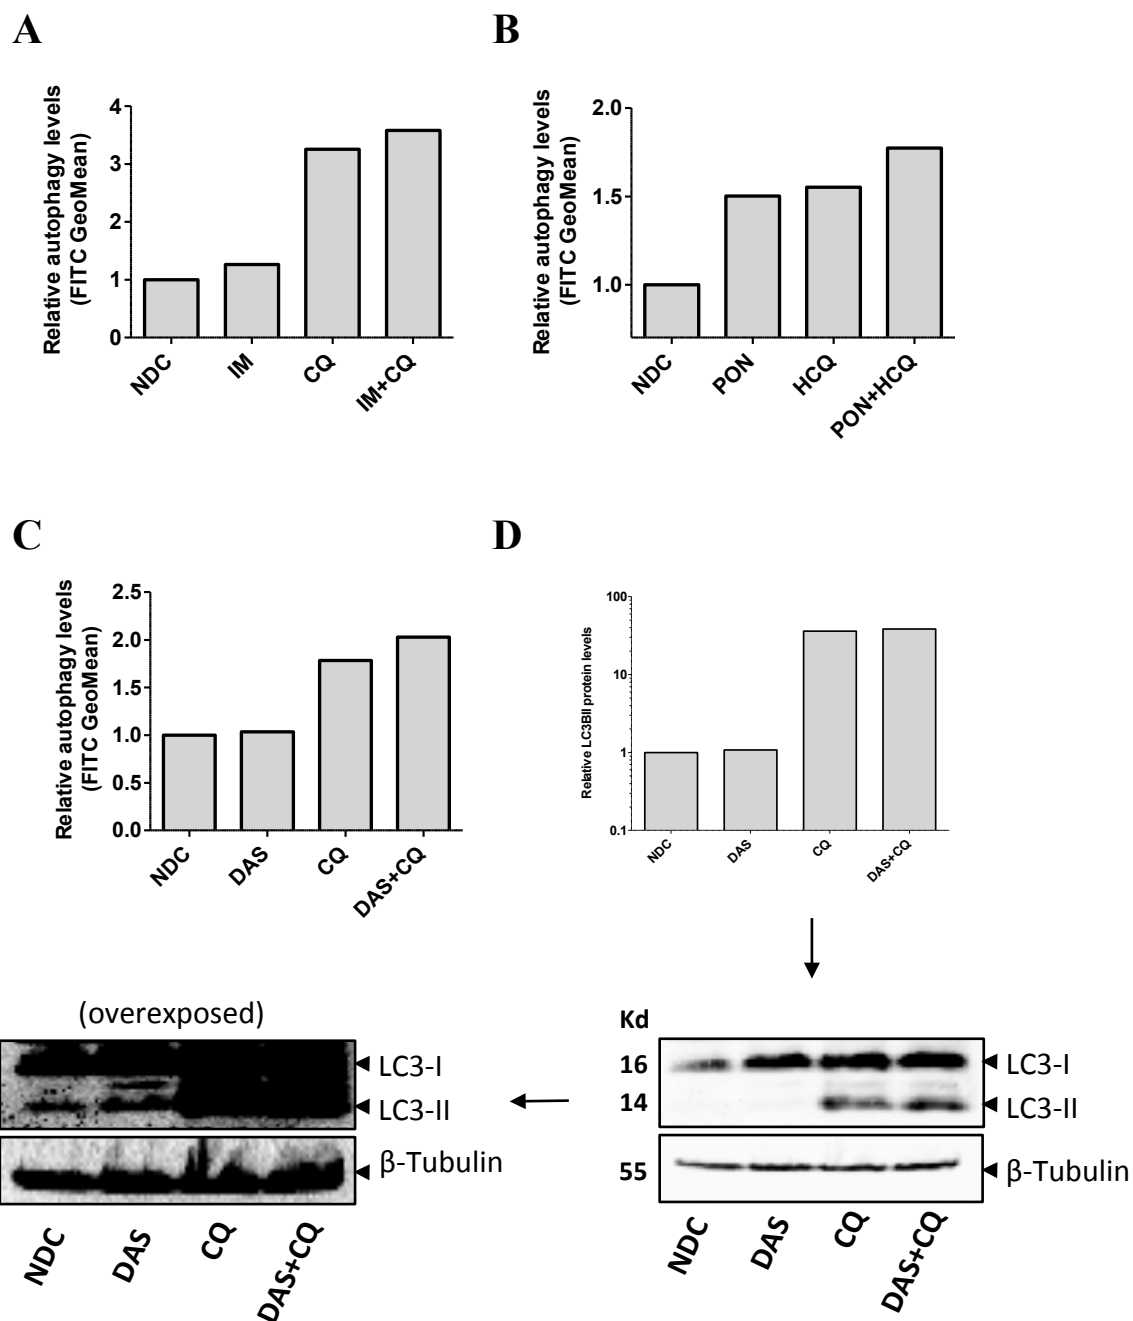 A
Relative autophagy levels
(FITC GeoMean)
4
3
2
1
0
NDC
IM
CQ
IM+CQ
B
Relative autophagy levels
(FITC GeoMean)
2.0
1.5
1.0
NDC
PON
HCQ
PON+HCQ
C
Relative autophagy levels
(FITC GeoMean)
2.5
2.0
1.5
1.0
0.5
0.0
NDC
DAS
CQ
DAS+CQ
D
Relative LC3BII protein levels
100
10
1
0.1
NDC
DAS
CQ
DAS+CQ
(overexposed)
LC3-I
LC3-II
β-Tubulin
NDC
DAS
CQ
DAS+CQ
Kd
16
LC3-I
14
LC3-II
55
β-Tubulin
NDC
DAS
CQ
DAS+CQ